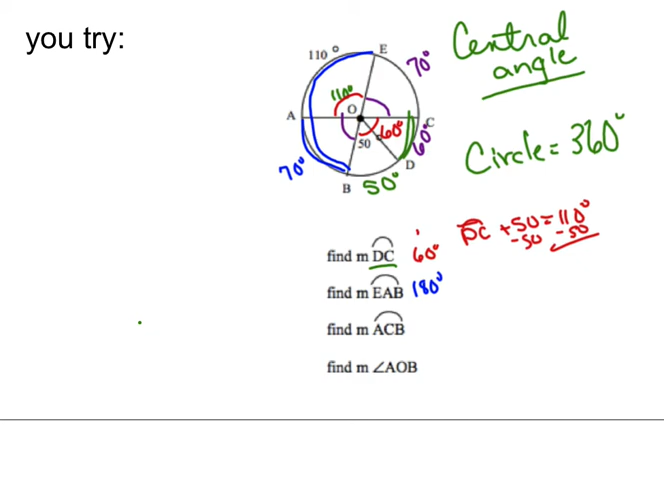 you try:
Central
angle
Circle = 360°
110°
E
70°
110°
O
A
C
60°
60°
50
D
70°
B
50°
find m DC 60°
DC + 50 = 110°
-50 -50
find m EAB 180°
find m ACB
find m ∠AOB